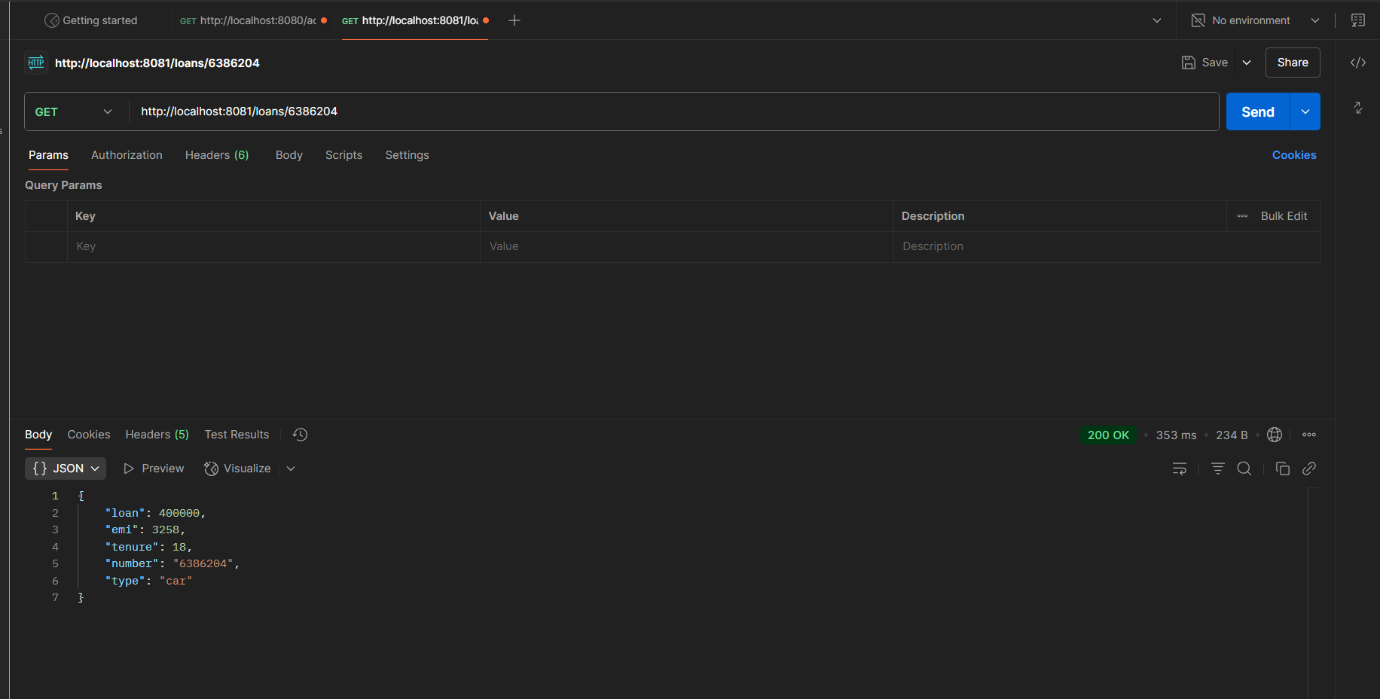 Getting started
GET http://localhost:8080/ac
GET http://localhost:8081/loa
No environment
HTTP http://localhost:8081/loans/6386204
Save
Share
GET
http://localhost:8081/loans/6386204
Send
Params Authorization Headers (6) Body Scripts Settings
Cookies
Query Params
Key Value Description
Bulk Edit
Key Value Description
Body Cookies Headers (5) Test Results
200 OK • 353 ms • 234 B
{} JSON
Preview
Visualize
1 {
2 "loan": 400000,
3 "emi": 3258,
4 "tenure": 18,
5 "number": "6386204",
6 "type": "car"
7 }